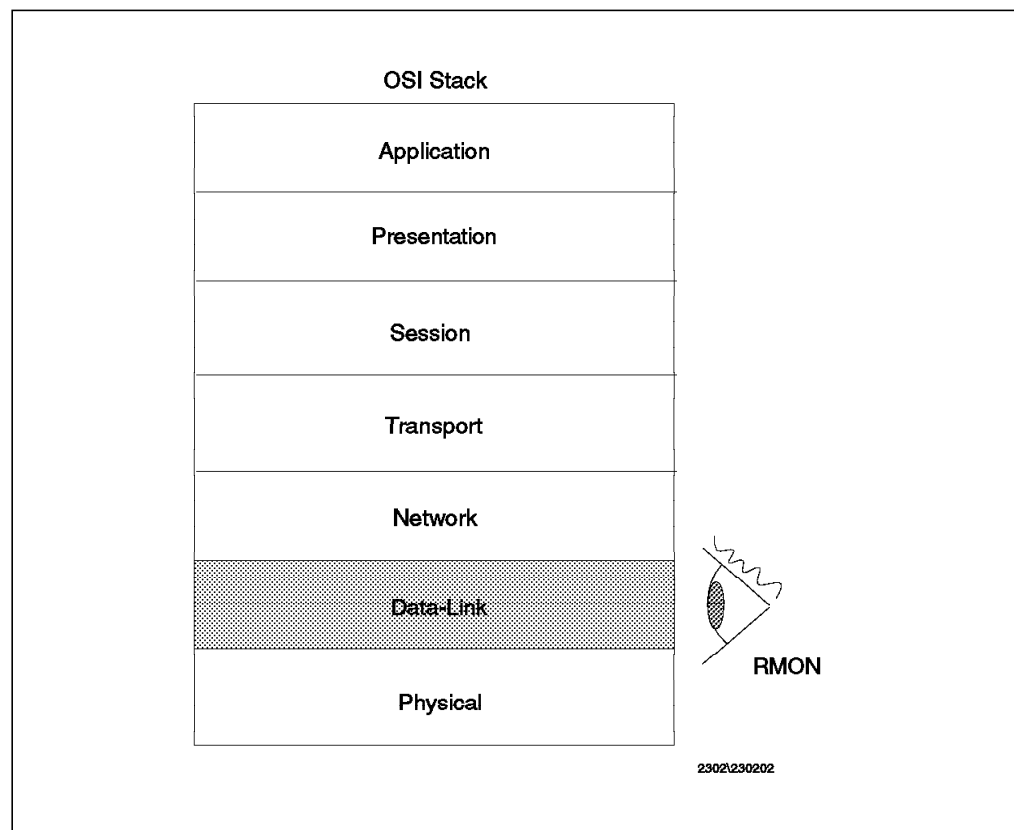 OSI Stack
Application
Presentation
Session
Transport
Network
Data-Link
RMON
Physical
2302\230202